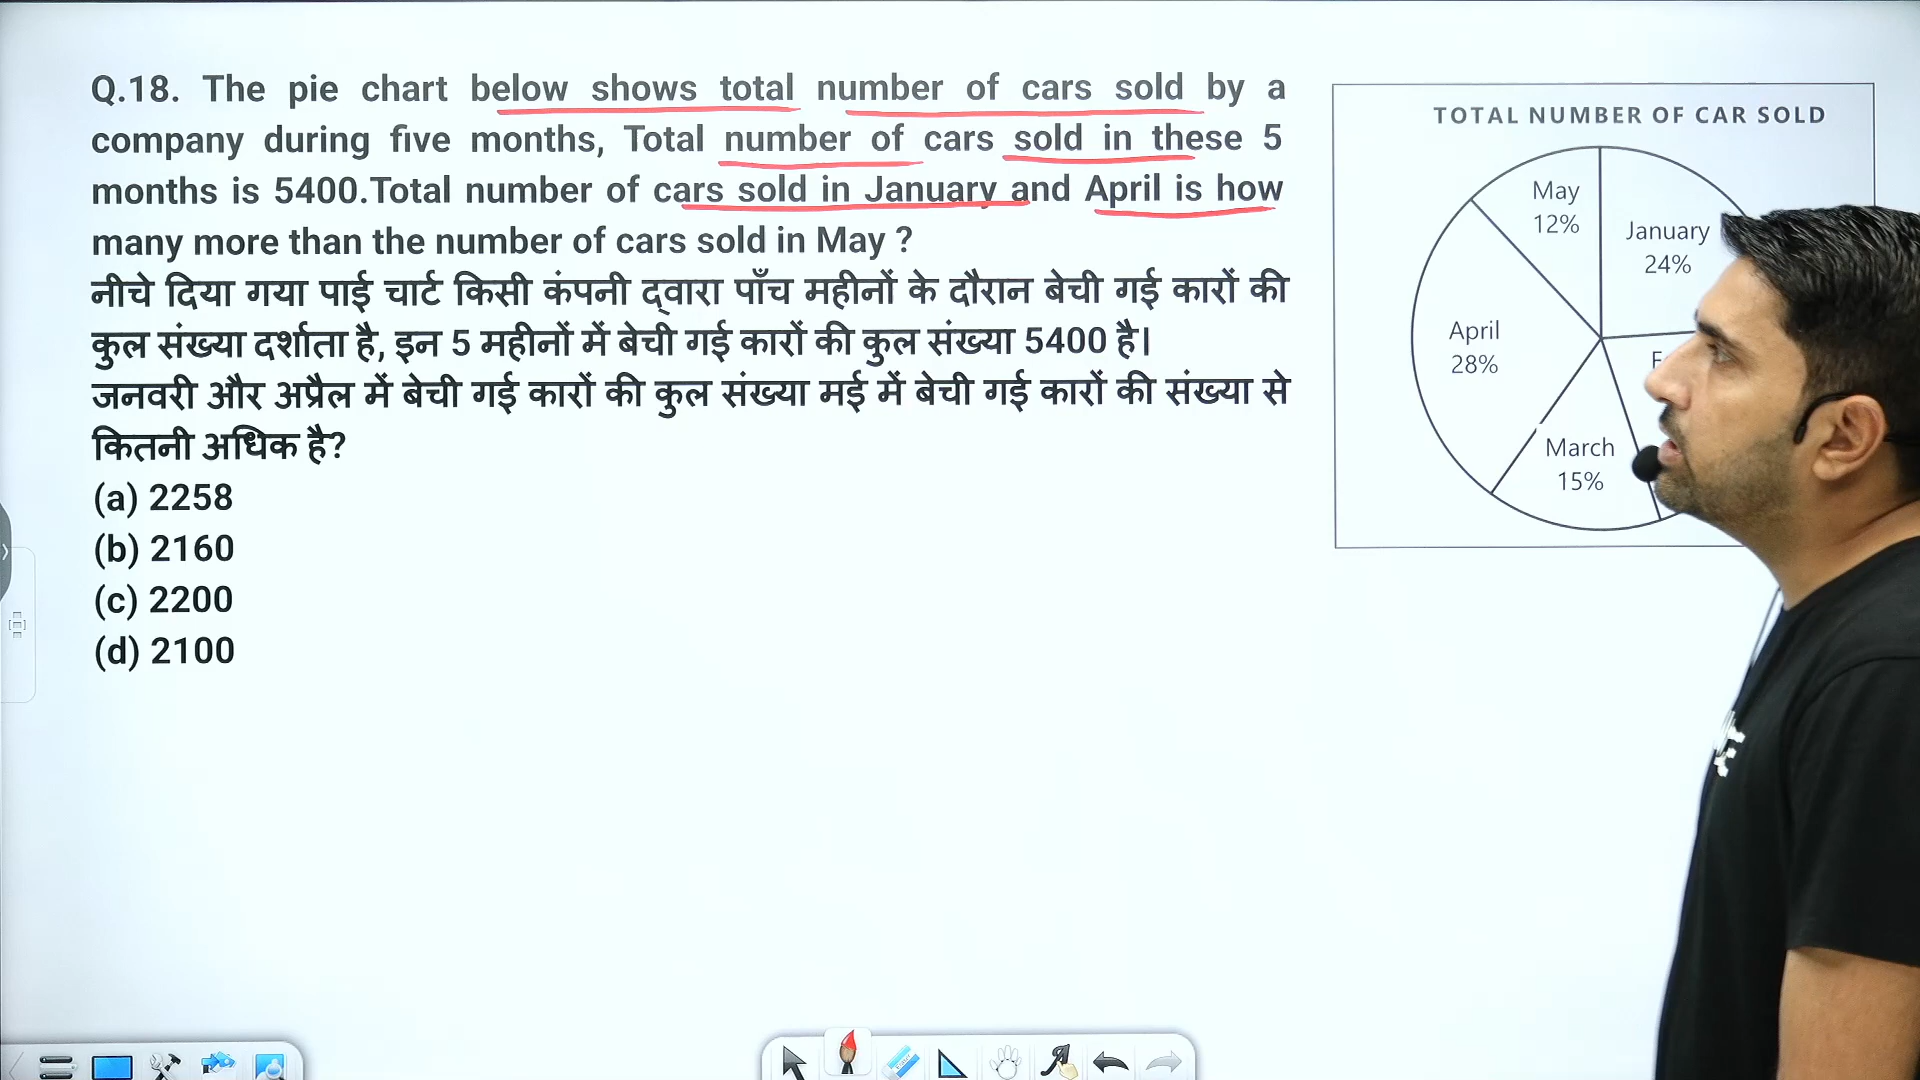 Q.18. The pie chart below shows total number of cars sold by a
company during five months, Total number of cars sold in these 5
months is 5400.Total number of cars sold in January and April is how
many more than the number of cars sold in May ?
नीचे दिया गया पाई चार्ट किसी कंपनी द्वारा पाँच महीनों के दौरान बेची गई कारों की
कुल संख्या दर्शाता है, इन 5 महीनों में बेची गई कारों की कुल संख्या 5400 है।
जनवरी और अप्रैल में बेची गई कारों की कुल संख्या मई में बेची गई कारों की संख्या से
कितनी अधिक है?
(a) 2258
(b) 2160
(c) 2200
(d) 2100
TOTAL NUMBER OF CAR SOLD
May
12%
January
24%
April
28%
March
15%